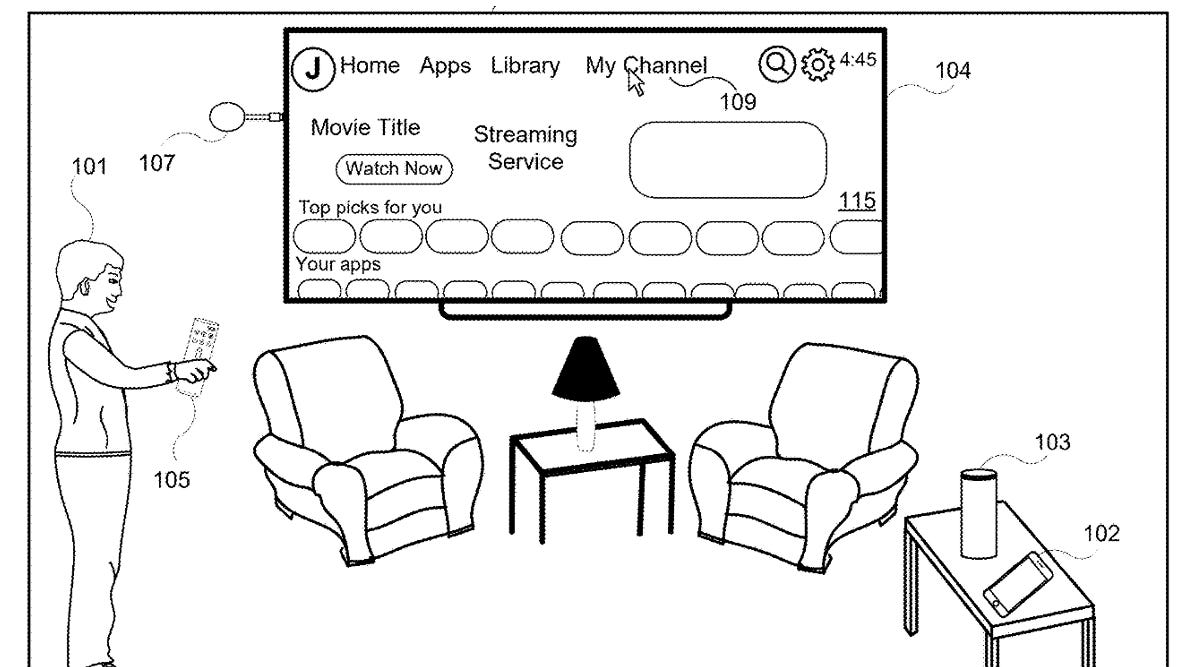 J Home Apps Library My Channel 4:45
104
109
Movie Title
Streaming
Service
107
101
Watch Now
115
Top picks for you
Your apps
105
103
102